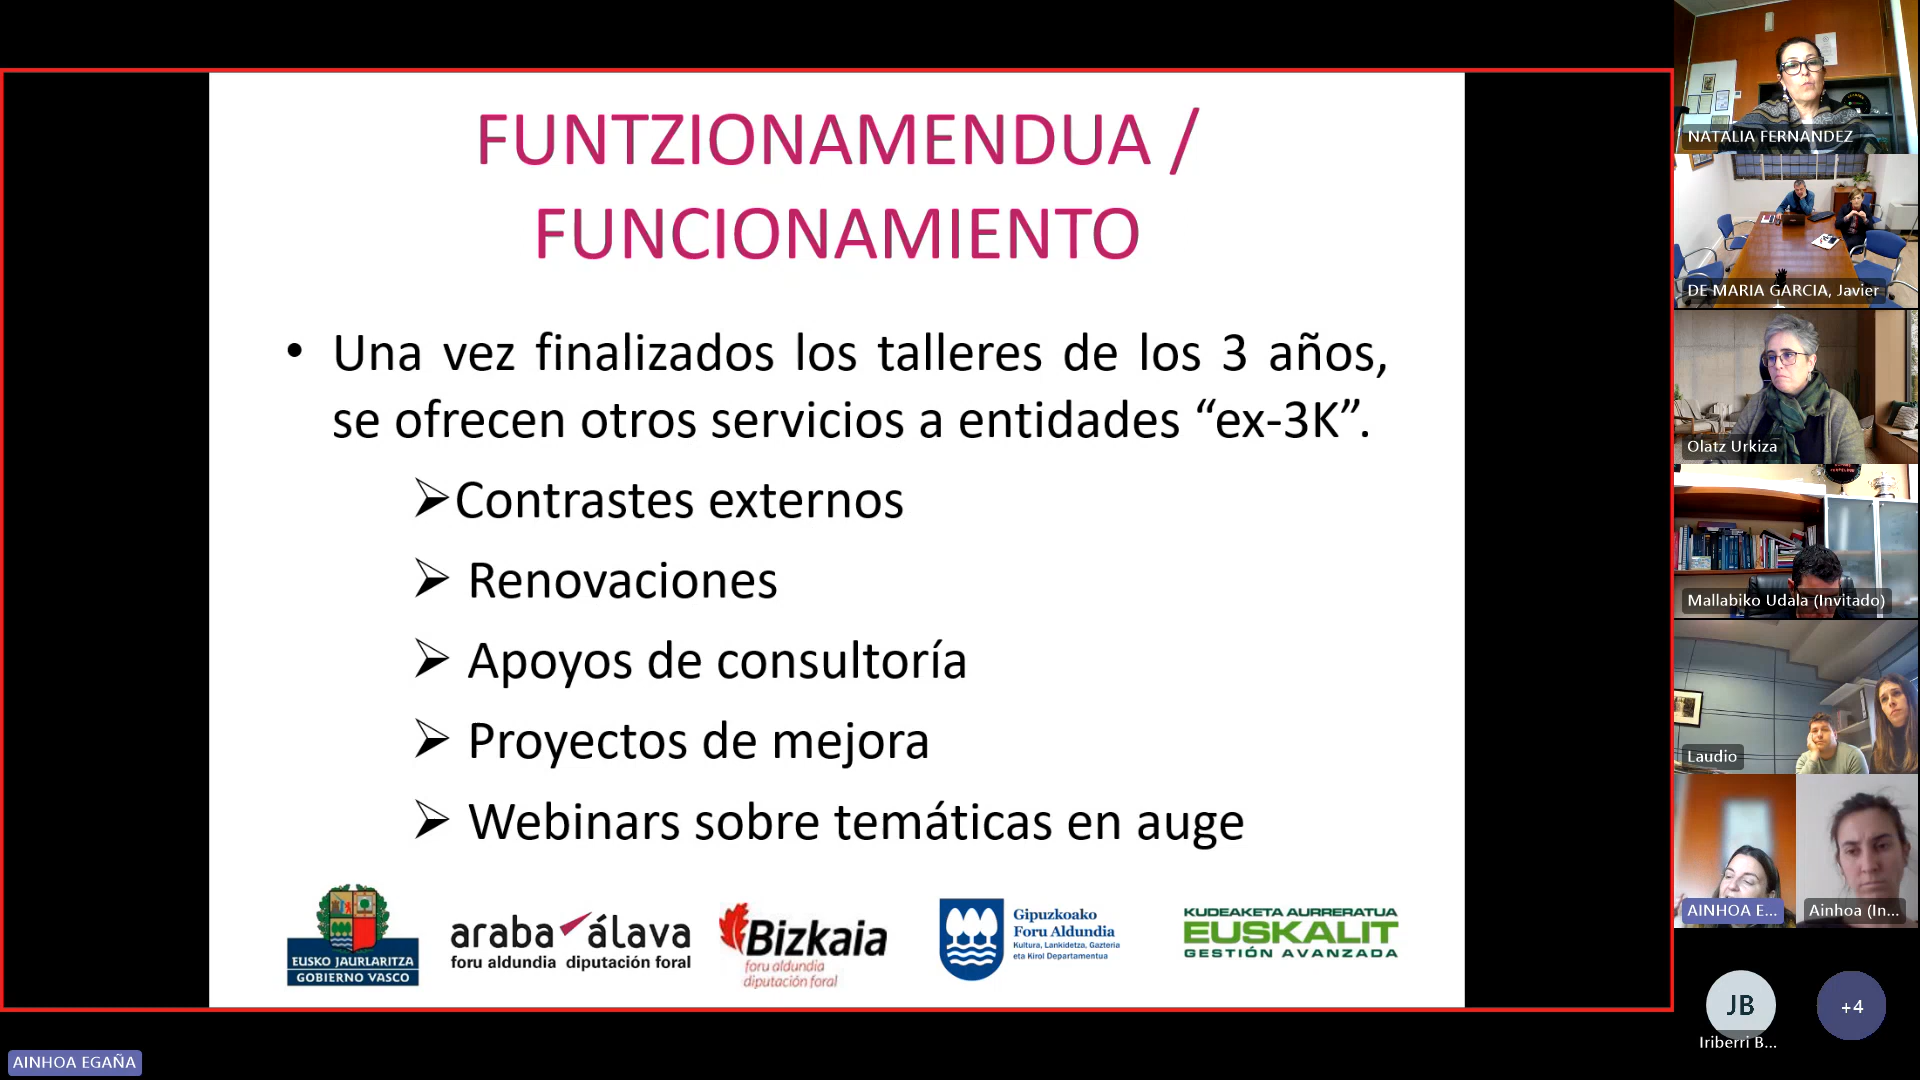 FUNTZIONAMENDUA /
FUNCIONAMIENTO
• Una vez finalizados los talleres de los 3 años,
se ofrecen otros servicios a entidades “ex-3K”.
➢Contrastes externos
➢ Renovaciones
➢ Apoyos de consultoría
➢ Proyectos de mejora
➢ Webinars sobre temáticas en auge
EUSKO JAURLARITZA
GOBIERNO VASCO
araba álava
foru aldundia diputación foral
Bizkaia
foru aldundia
diputación foral
Gipuzkoako
Foru Aldundia
Kultura, Lankidetza, Gazteria
eta Kirol Departamentua
KUDEAKETA AURRERATUA
EUSKALIT
GESTIÓN AVANZADA
AINHOA EGAÑA
NATALIA FERNANDEZ
DE MARIA GARCIA, Javier
Olatz Urkiza
Mallabiko Udala (Invitado)
Laudio
AINHOA E...
Ainhoa (In...
JB
Iriberri B...
+4